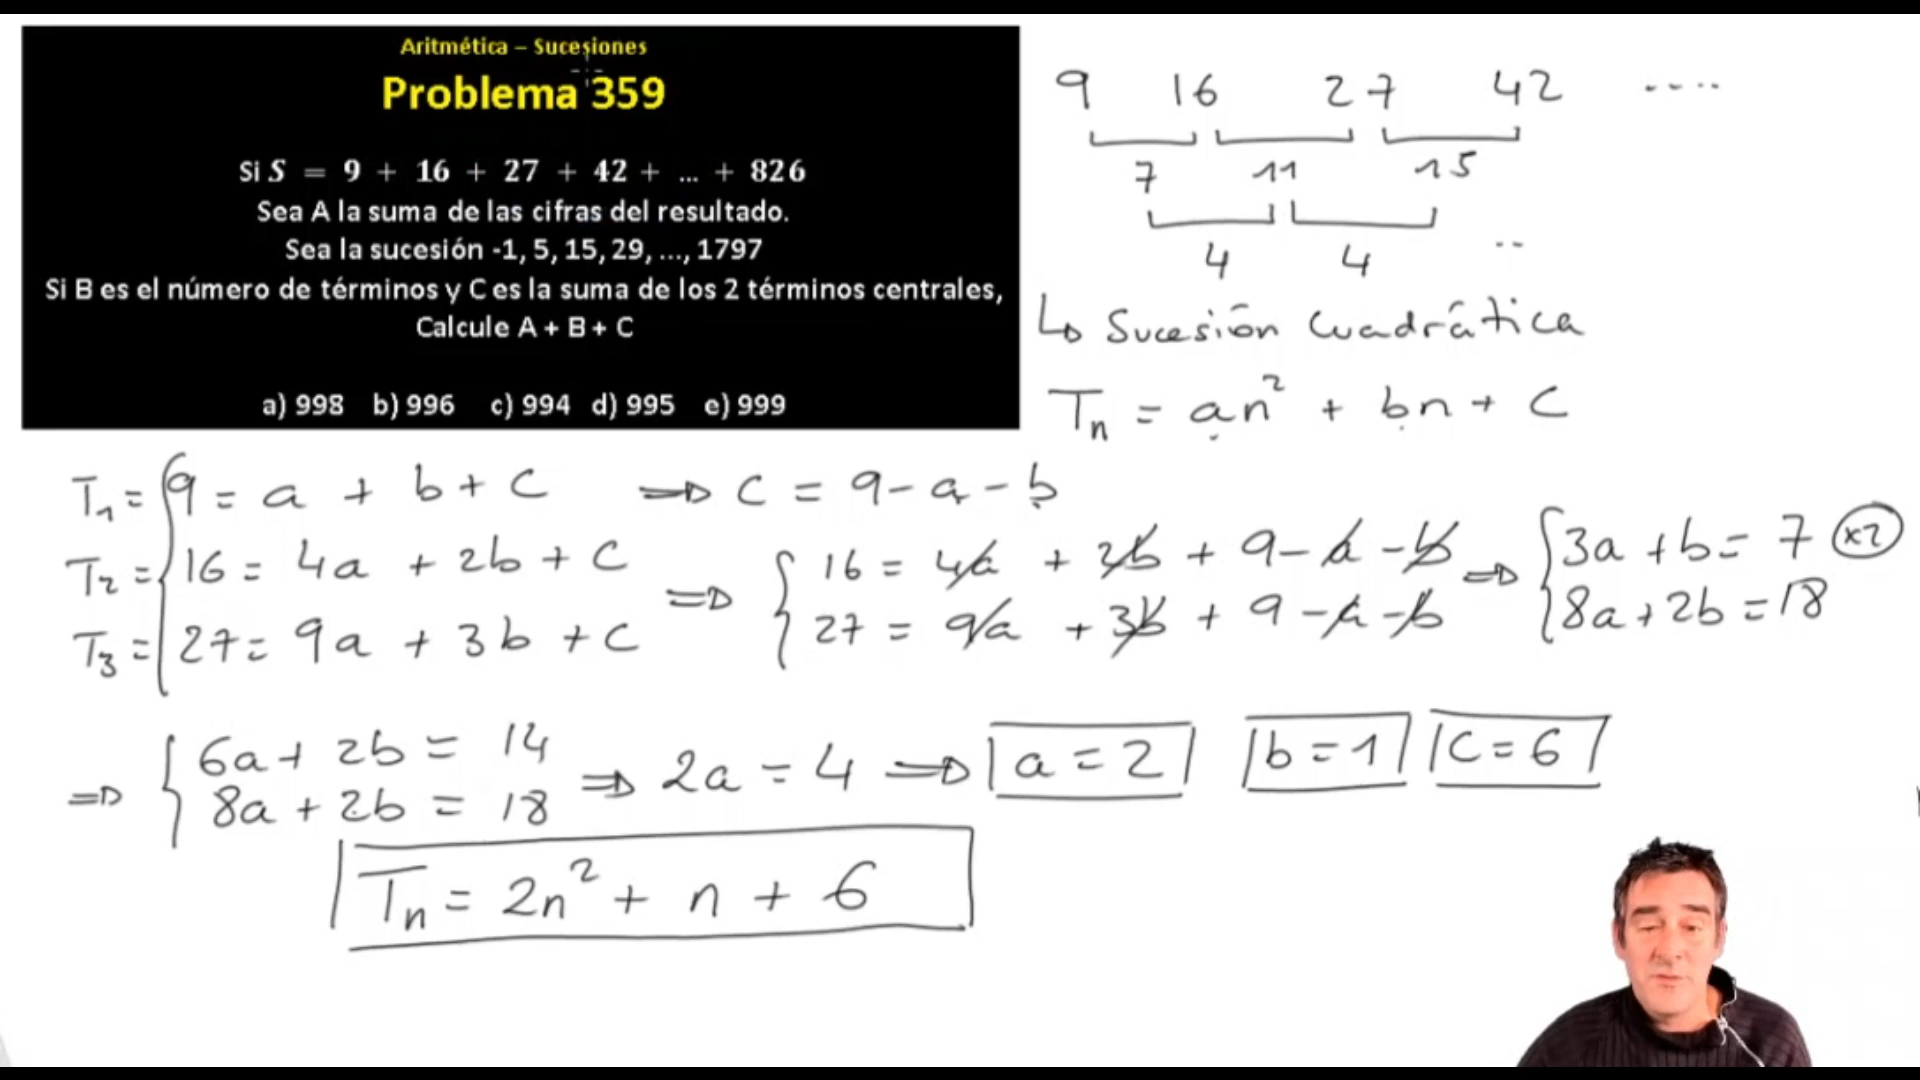 Aritmética – Sucesiones
Problema 359
Si S = 9 + 16 + 27 + 42 + ... + 826
Sea A la suma de las cifras del resultado.
Sea la sucesión -1, 5, 15, 29, ..., 1797
Si B es el número de términos y C es la suma de los 2 términos centrales,
Calcule A + B + C
a) 998 b) 996 c) 994 d) 995 e) 999
9 16 27 42 ....
7 11 15
4 4 ..
↳ Sucesión Cuadrática
Tn = an² + bn + c
T1 = 9 = a + b + c ⇒ c = 9 - a - b
T2 = 16 = 4a + 2b + c
T3 = 27 = 9a + 3b + c
⇒ 16 = 4a + 2b + 9 - a - b
27 = 9a + 3b + 9 - a - b
⇒ 3a + b = 7 x2
8a + 2b = 18
⇒ 6a + 2b = 14
8a + 2b = 18
⇒ 2a = 4 ⇒ a = 2 b = 1 c = 6
Tn = 2n² + n + 6